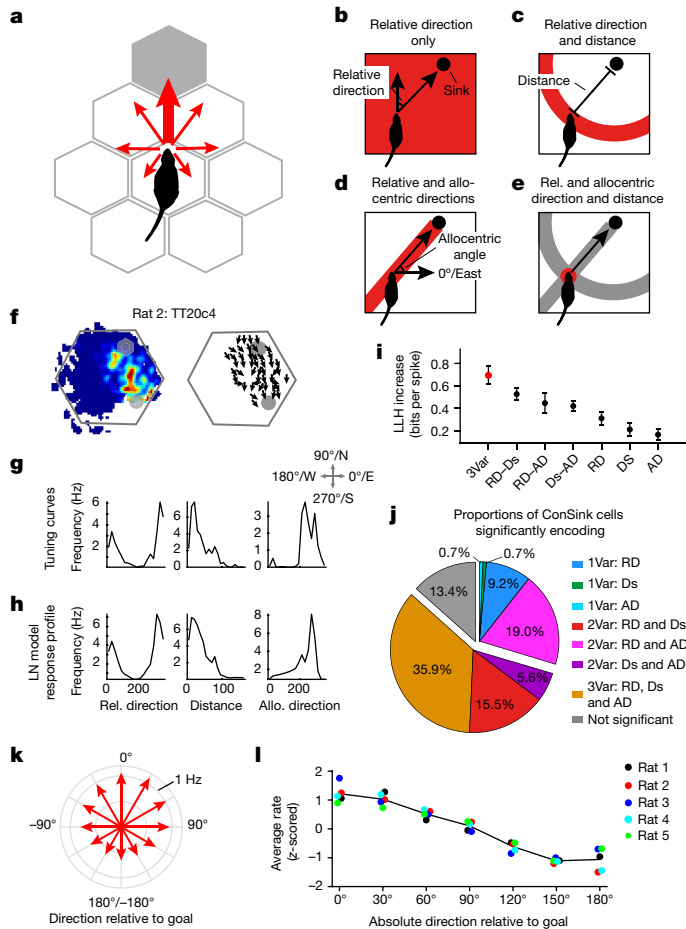 a
b
Relative direction
only
Relative
direction
Sink
c
Relative direction
and distance
Distance
d
Relative and allo-
centric directions
Allocentric
angle
0º/East
e
Rel. and allocentric
direction and distance
f
Rat 2: TT20c4
g
90°/N
180°/W
0°/E
270°/S
Tuning curves
Frequency (Hz)
6
4
2
6
4
2
3
2
1
h
LN model
response profile
Frequency (Hz)
6
4
2
6
4
2
8
6
4
2
0 200
Rel. direction
0 100
Distance
0 200
Allo. direction
i
LLH increase
(bits per spike)
0.8
0.6
0.4
0.2
3Var
RD–Ds
RD–AD
Ds–AD
RD
DS
AD
j
Proportions of ConSink cells
significantly encoding
0.7%
0.7%
9.2%
19.0%
5.6%
15.5%
35.9%
13.4%
1Var: RD
1Var: Ds
1Var: AD
2Var: RD and Ds
2Var: RD and AD
2Var: Ds and AD
3Var: RD, Ds
and AD
Not significant
k
0°
1 Hz
–90°
90°
180°/–180°
Direction relative to goal
l
Average rate
(z-scored)
2
1
0
–1
–2
0°
30°
60°
90°
120°
150°
180°
Absolute direction relative to goal
Rat 1
Rat 2
Rat 3
Rat 4
Rat 5